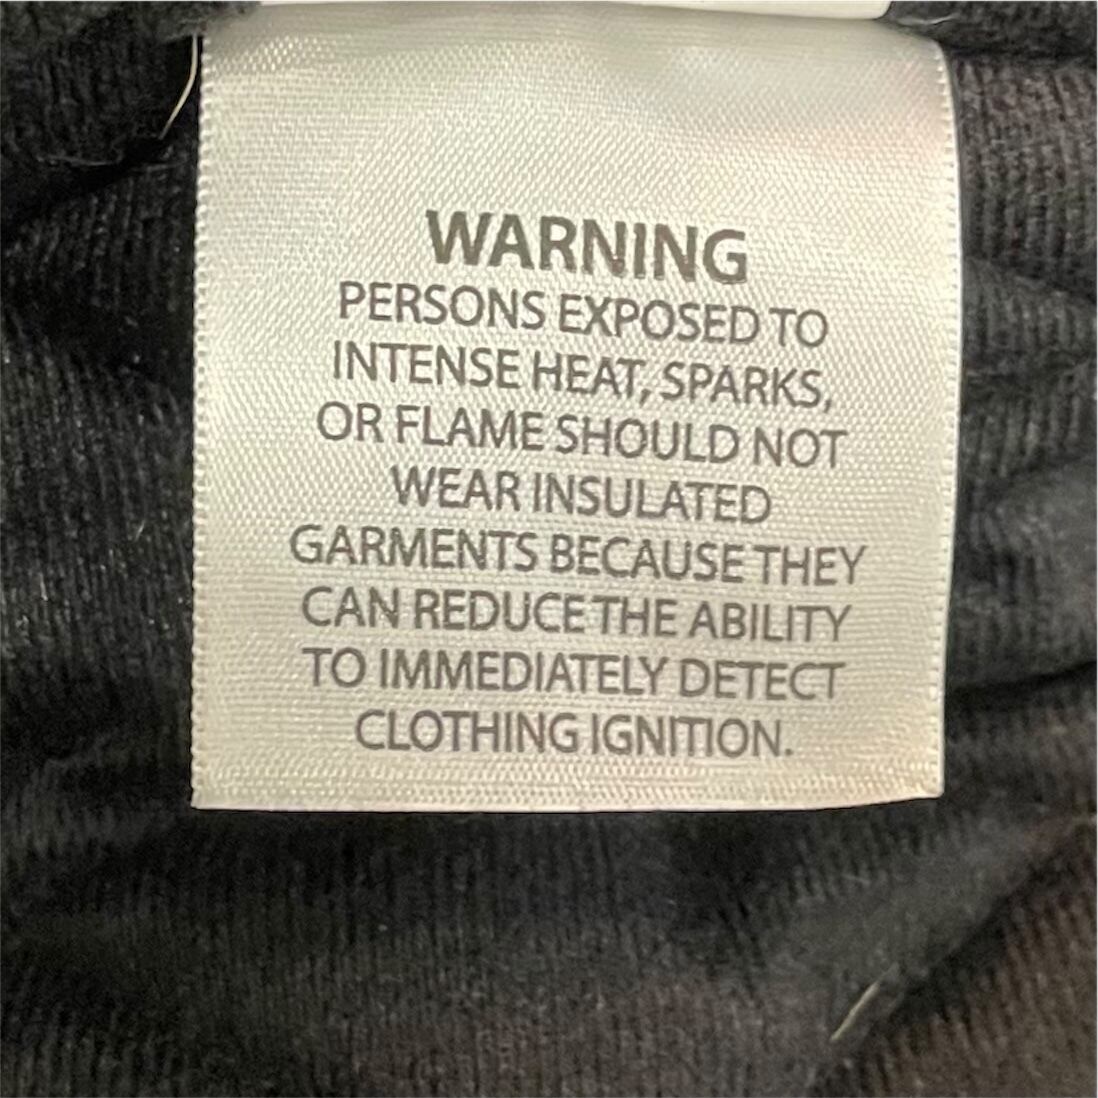 WARNING
PERSONS EXPOSED TO
INTENSE HEAT, SPARKS,
OR FLAME SHOULD NOT
WEAR INSULATED
GARMENTS BECAUSE THEY
CAN REDUCE THE ABILITY
TO IMMEDIATELY DETECT
CLOTHING IGNITION.